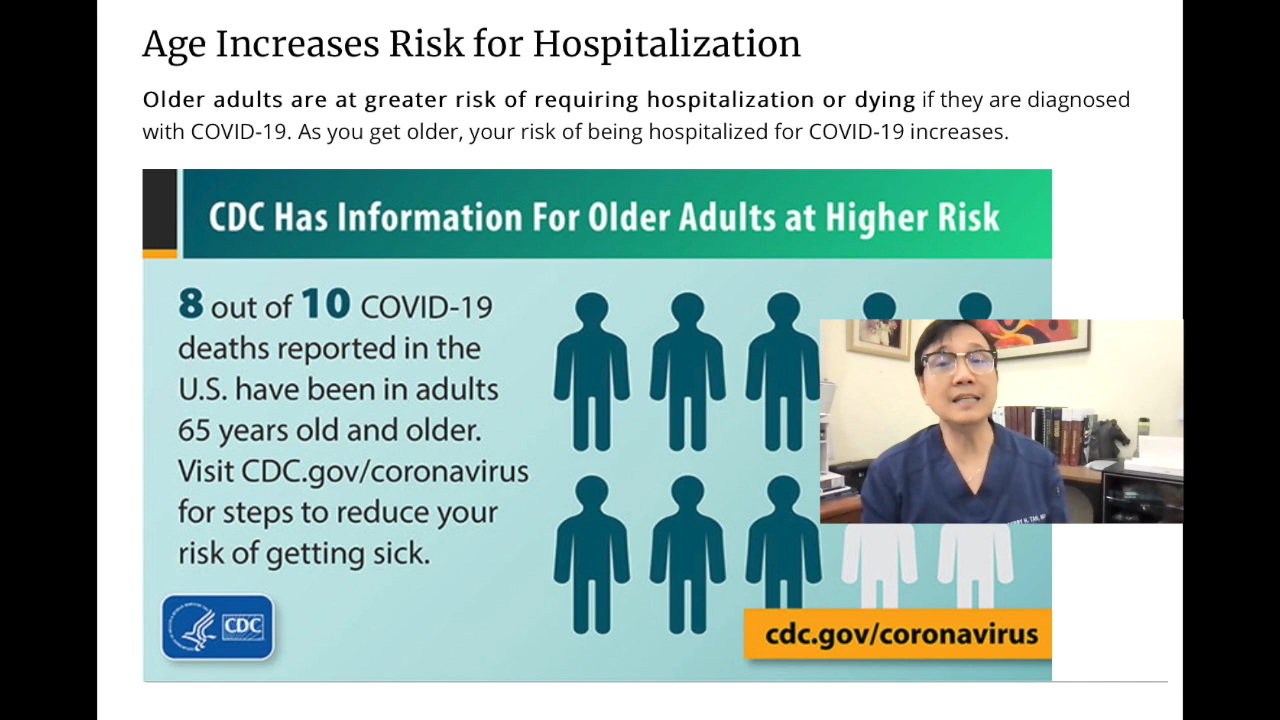 Age Increases Risk for Hospitalization
Older adults are at greater risk of requiring hospitalization or dying if they are diagnosed
with COVID-19. As you get older, your risk of being hospitalized for COVID-19 increases.
CDC Has Information For Older Adults at Higher Risk
8 out of 10 COVID-19
deaths reported in the
U.S. have been in adults
65 years old and older.
Visit CDC.gov/coronavirus
for steps to reduce your
risk of getting sick.
CDC
cdc.gov/coronavirus